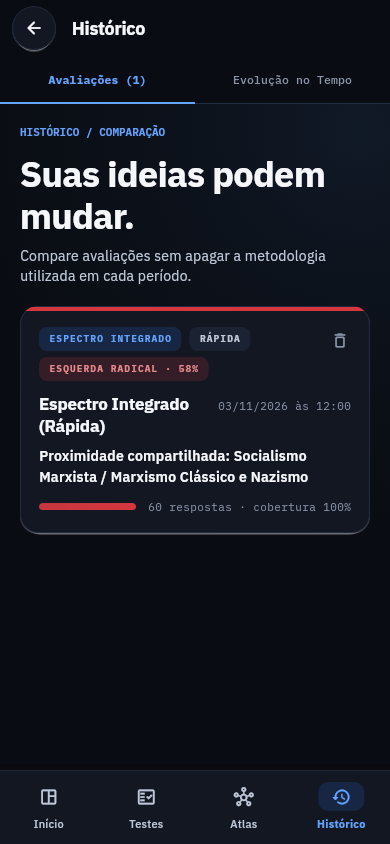 Histórico
Avaliações (1)
Evolução no Tempo
HISTÓRICO / COMPARAÇÃO
Suas ideias podem
mudar.
Compare avaliações sem apagar a metodologia
utilizada em cada período.
ESPECTRO INTEGRADO
RÁPIDA
ESQUERDA RADICAL · 58%
Espectro Integrado
(Rápida)
03/11/2026 às 12:00
Proximidade compartilhada: Socialismo
Marxista / Marxismo Clássico e Nazismo
60 respostas · cobertura 100%
Início
Testes
Atlas
Histórico